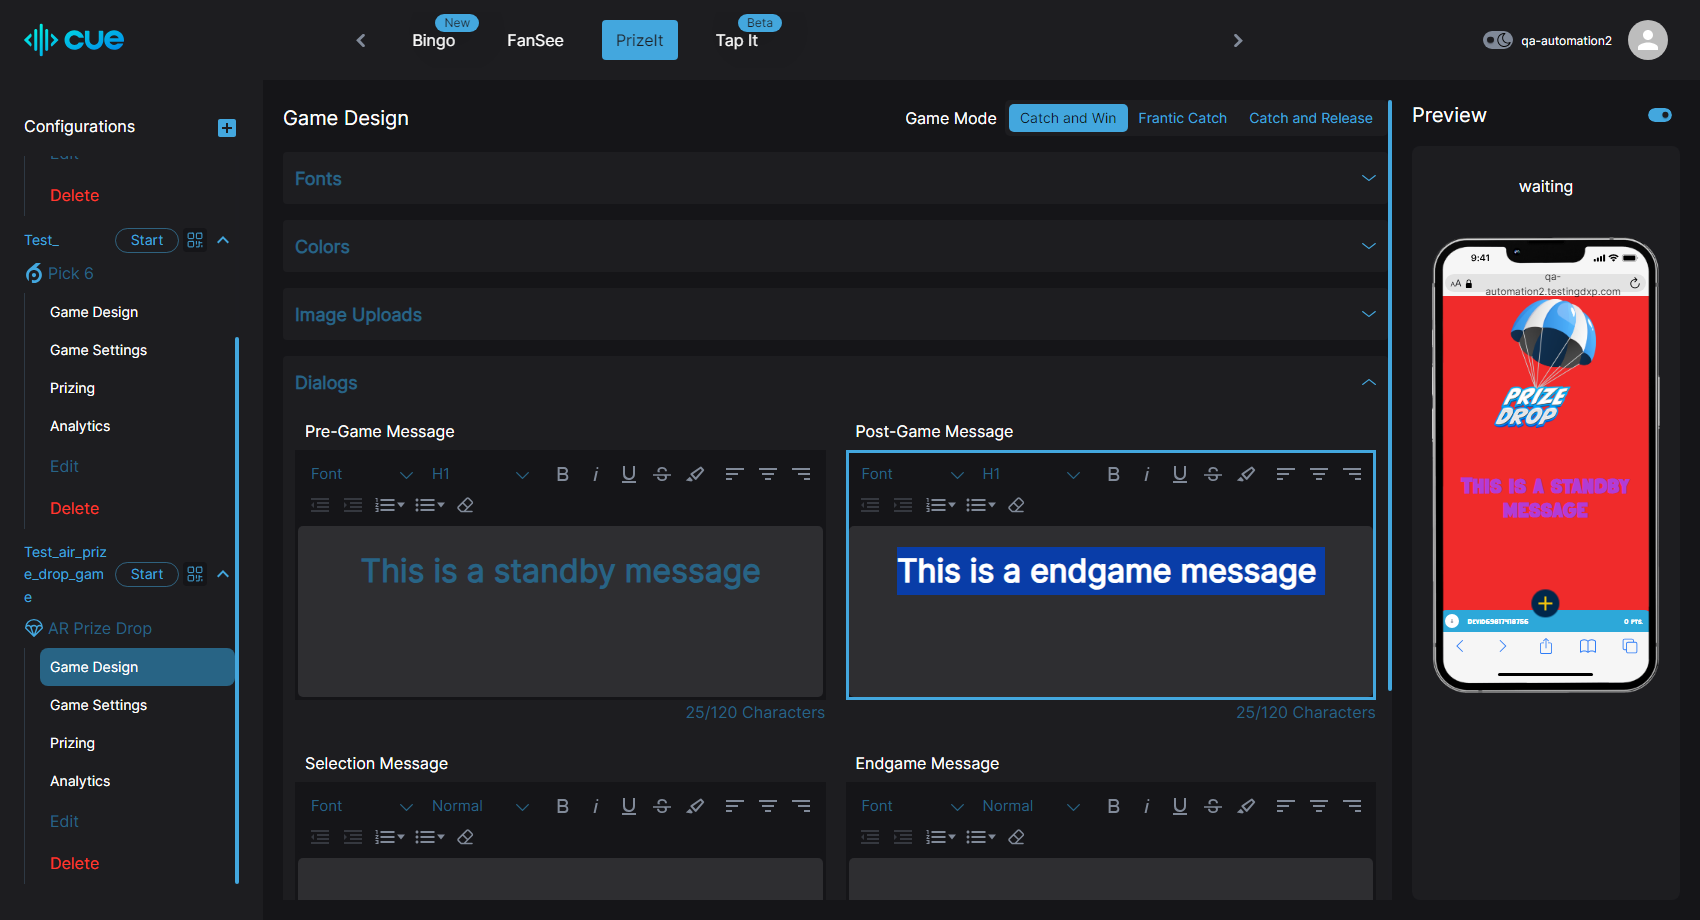 cue
New
Bingo
FanSee
PrizeIt
Beta
Tap It
qa-automation2
Configurations
Delete
Test_
Start
Pick 6
Game Design
Game Settings
Prizing
Analytics
Edit
Delete
Test_air_priz
e_drop_gam
e
Start
AR Prize Drop
Game Design
Game Settings
Prizing
Analytics
Edit
Delete
Game Design
Game Mode
Catch and Win
Frantic Catch
Catch and Release
Fonts
Colors
Image Uploads
Dialogs
Pre-Game Message
Font
H1
B i U S
This is a standby message
25/120 Characters
Post-Game Message
Font
H1
B i U S
This is a endgame message
25/120 Characters
Selection Message
Font
Normal
B i U S
Endgame Message
Font
Normal
B i U S
Preview
waiting
9:41
AA
qa-
automation2.testingdxp.com
PRIZE
DROP
THIS IS A STANDBY
MESSAGE
0 PTS.